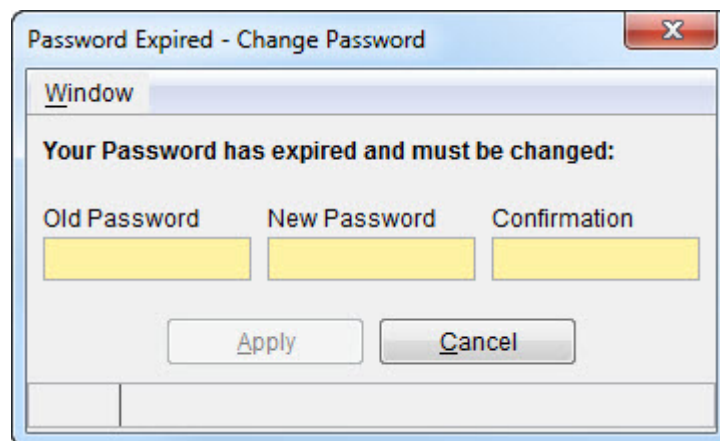 Password Expired - Change Password
Window
Your Password has expired and must be changed:
Old Password New Password Confirmation
Apply Cancel